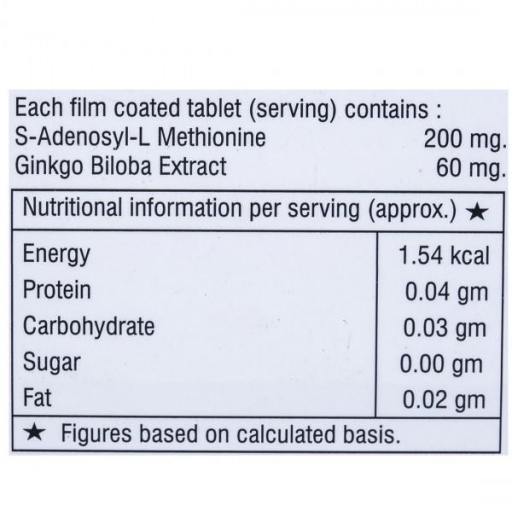 Each film coated tablet (serving) contains :
S-Adenosyl-L Methionine 200 mg.
Ginkgo Biloba Extract 60 mg.
Nutritional information per serving (approx.) ★
Energy 1.54 kcal
Protein 0.04 gm
Carbohydrate 0.03 gm
Sugar 0.00 gm
Fat 0.02 gm
★ Figures based on calculated basis.